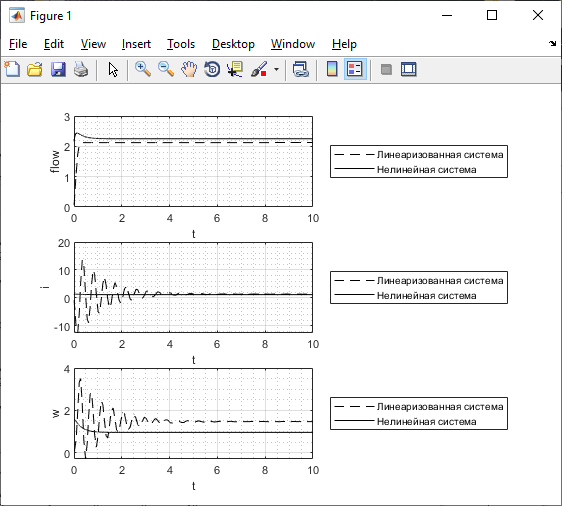 Figure 1
File Edit View Insert Tools Desktop Window Help
3
2
1
0
flow
0 2 4 6 8 10
t
Линеаризованная система
Нелинейная система
20
10
0
-10
i
0 2 4 6 8 10
t
Линеаризованная система
Нелинейная система
4
2
0
w
0 2 4 6 8 10
t
Линеаризованная система
Нелинейная система